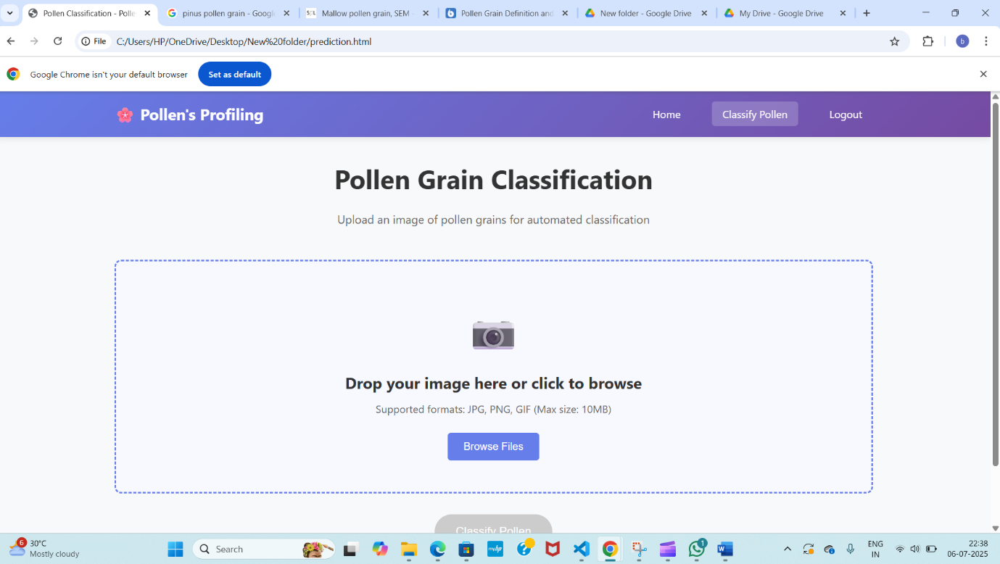 Pollen Classification - Polle
pinus pollen grain - Google
Mallow pollen grain, SEM -
Pollen Grain Definition and
New folder - Google Drive
My Drive - Google Drive
File
C:/Users/HP/OneDrive/Desktop/New%20folder/prediction.html
b
Google Chrome isn't your default browser
Set as default
Pollen's Profiling
Home
Classify Pollen
Logout
Pollen Grain Classification
Upload an image of pollen grains for automated classification
Drop your image here or click to browse
Supported formats: JPG, PNG, GIF (Max size: 10MB)
Browse Files
Classify Pollen
6
30°C
Mostly cloudy
Search
myhp
1
ENG
IN
22:38
06-07-2025